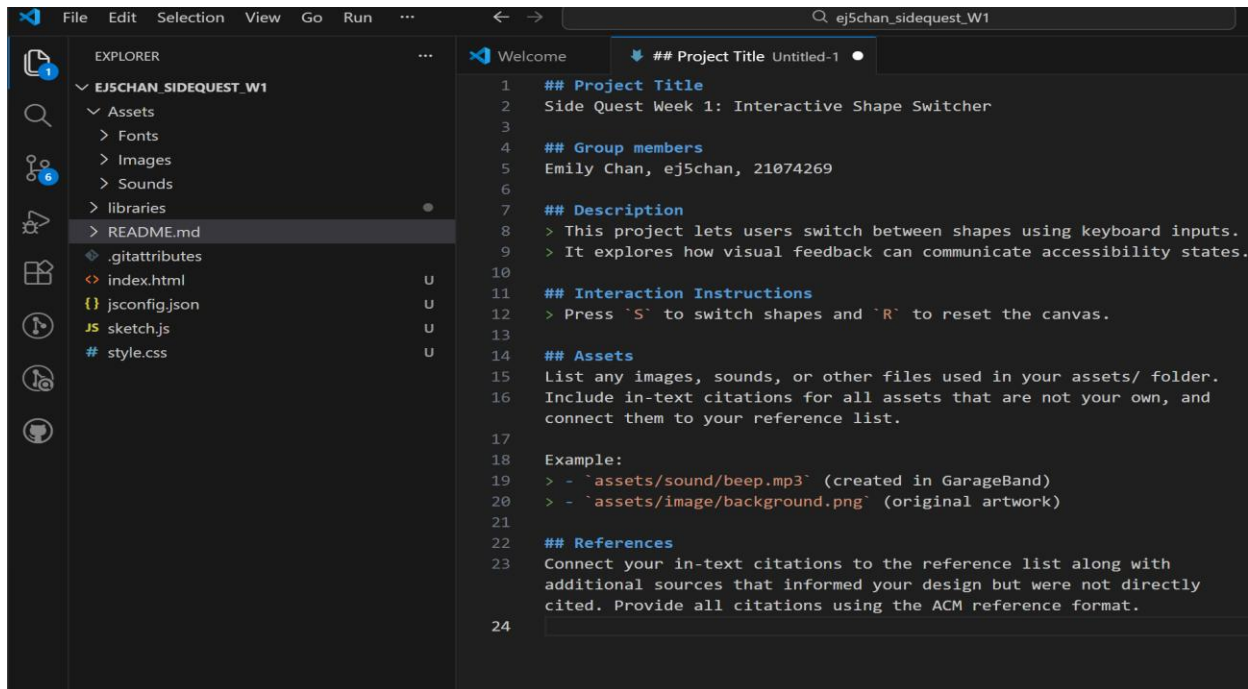 File Edit Selection View Go Run ... ej5chan_sidequest_W1
EXPLORER ...
EJ5CHAN_SIDEQUEST_W1
Assets
Fonts
Images
Sounds
libraries
README.md
.gitattributes
index.html U
jsconfig.json U
JS sketch.js U
# style.css U
1
6
Welcome ## Project Title Untitled-1
1 ## Project Title
2 Side Quest Week 1: Interactive Shape Switcher
3
4 ## Group members
5 Emily Chan, ej5chan, 21074269
6
7 ## Description
8 > This project lets users switch between shapes using keyboard inputs.
9 > It explores how visual feedback can communicate accessibility states.
10
11 ## Interaction Instructions
12 > Press `S` to switch shapes and `R` to reset the canvas.
13
14 ## Assets
15 List any images, sounds, or other files used in your assets/ folder.
16 Include in-text citations for all assets that are not your own, and
connect them to your reference list.
17
18 Example:
19 > - `assets/sound/beep.mp3` (created in GarageBand)
20 > - `assets/image/background.png` (original artwork)
21
22 ## References
23 Connect your in-text citations to the reference list along with
additional sources that informed your design but were not directly
cited. Provide all citations using the ACM reference format.
24